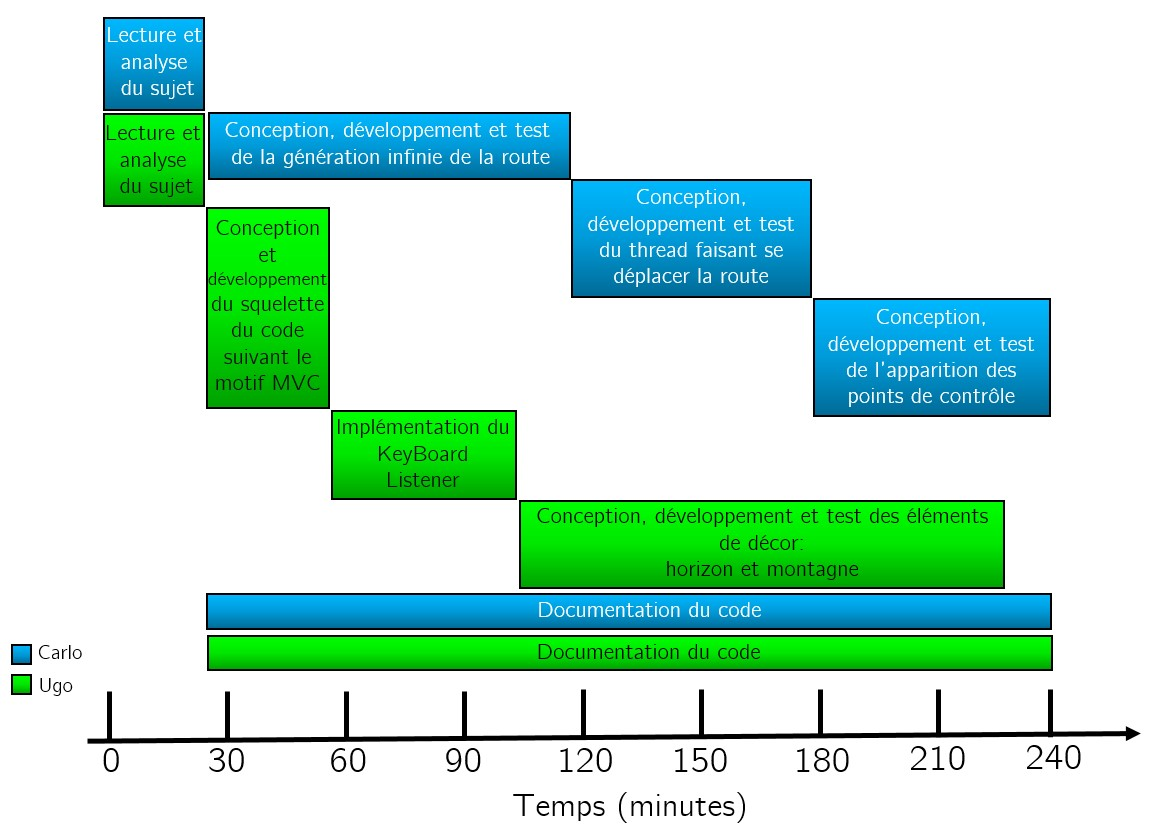 Lecture et
analyse
du sujet
Lecture et
analyse
du sujet
Conception, développement et test
de la génération infinie de la route
Conception,
développement et test
du thread faisant se
déplacer la route
Conception
et
développement
du squelette
du code
suivant le
motif MVC
Conception,
développement et test
de l'apparition des
points de contrôle
Implémentation du
KeyBoard
Listener
Conception, développement et test des éléments
de décor:
horizon et montagne
Documentation du code
Documentation du code
Carlo
Ugo
0 30 60 90 120 150 180 210 240
Temps (minutes)